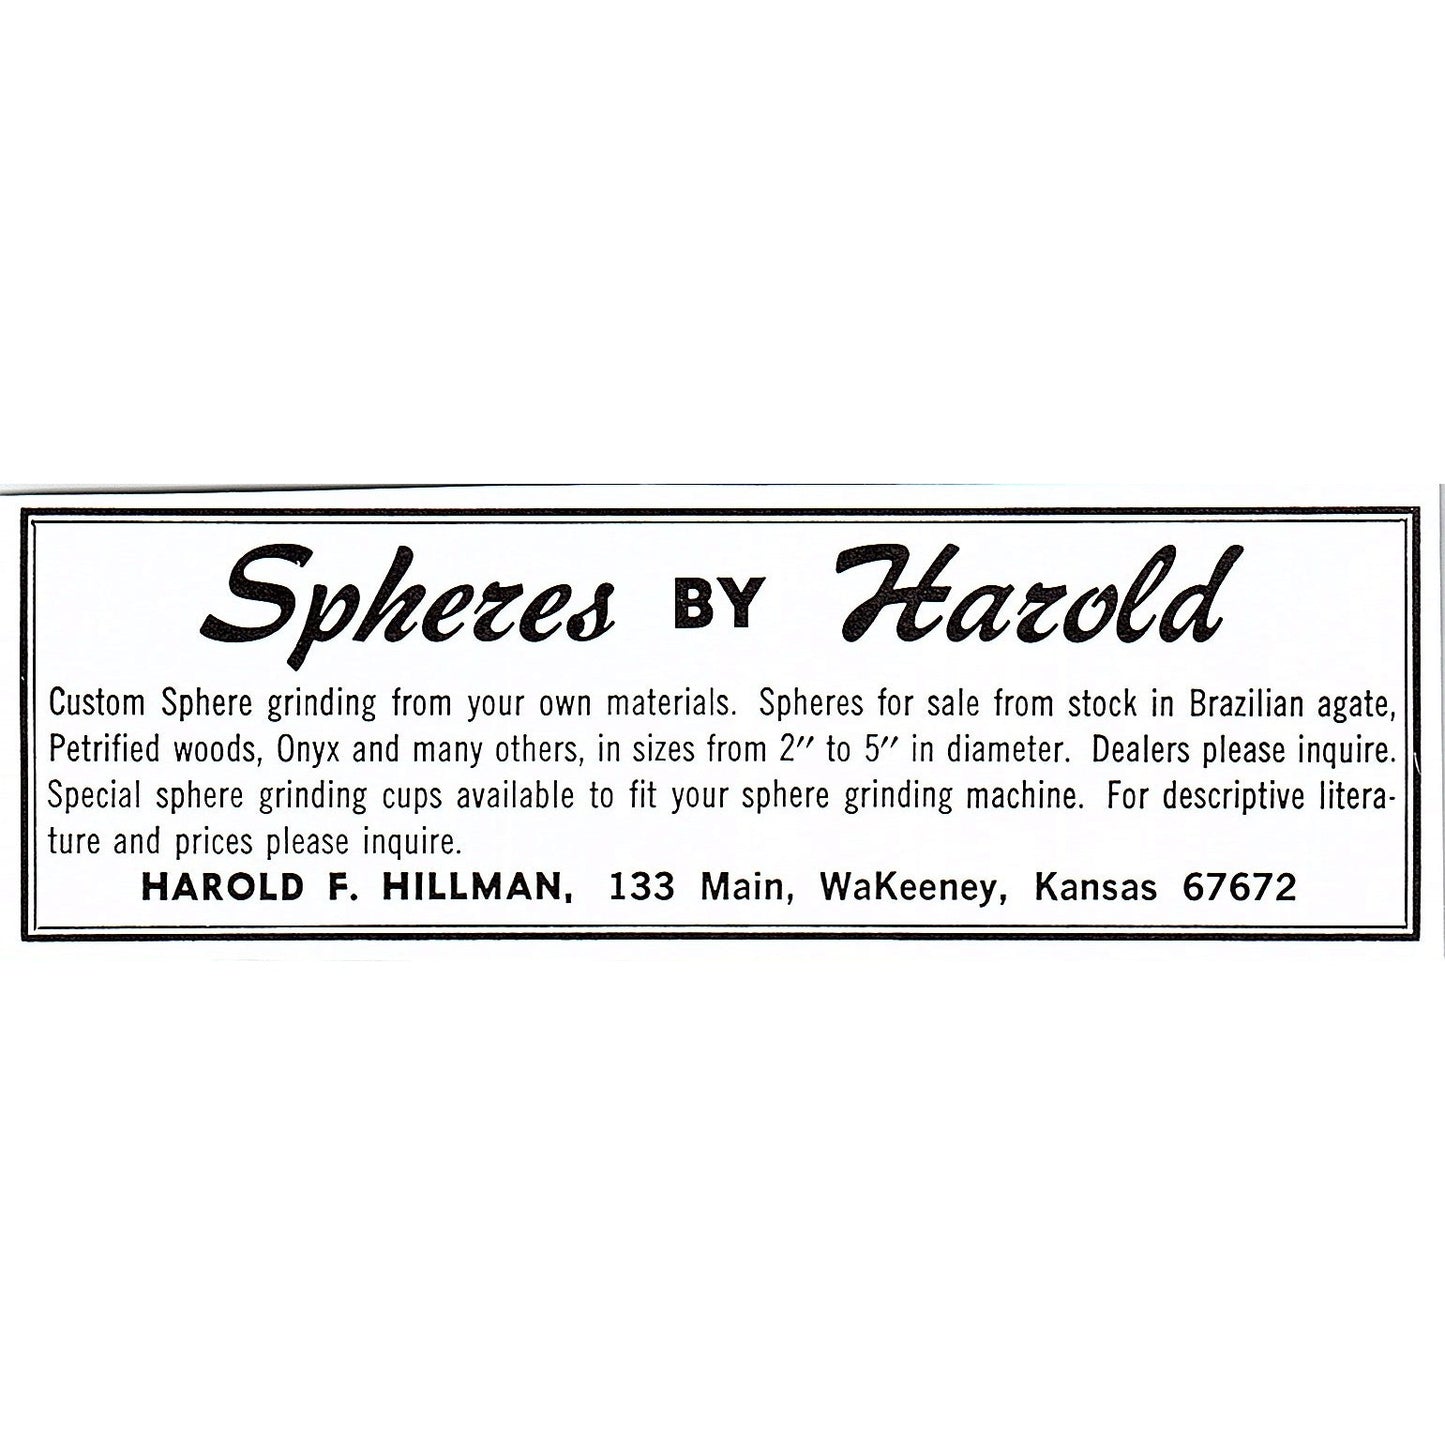 Spheres BY Harold
Custom Sphere grinding from your own materials. Spheres for sale from stock in Brazilian agate,
Petrified woods, Onyx and many others, in sizes from 2″ to 5″ in diameter. Dealers please inquire.
Special sphere grinding cups available to fit your sphere grinding machine. For descriptive litera-
ture and prices please inquire.
HAROLD F. HILLMAN, 133 Main, WaKeeney, Kansas 67672